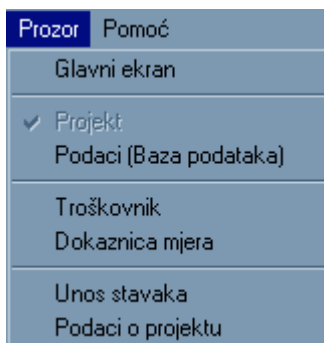 Prozor Pomoć
Glavni ekran
Projekt
Podaci (Baza podataka)
Troškovnik
Dokaznica mjera
Unos stavaka
Podaci o projektu